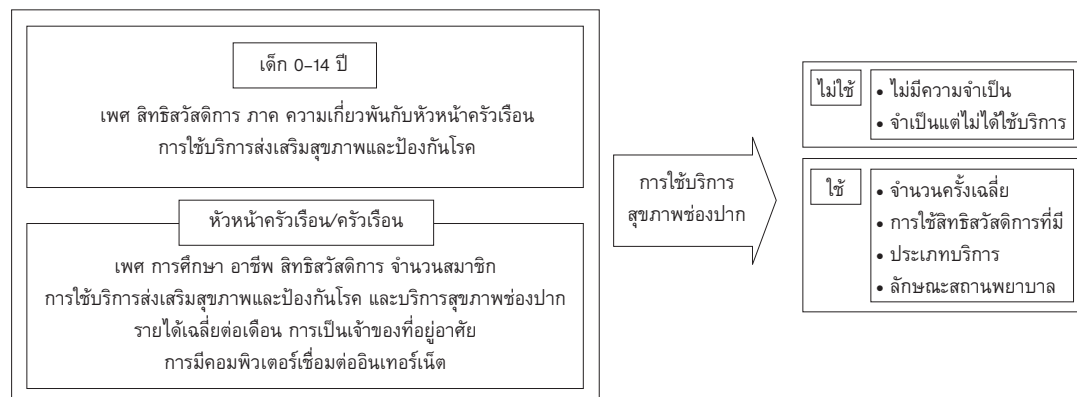 เด็ก 0-14 ปี
เพศ สิทธิสวัสดิการ ภาค ความเกี่ยวพันกับหัวหน้าครัวเรือน
การใช้บริการส่งเสริมสุขภาพและป้องกันโรค
หัวหน้าครัวเรือน/ครัวเรือน
เพศ การศึกษา อาชีพ สิทธิสวัสดิการ จำนวนสมาชิก
การใช้บริการส่งเสริมสุขภาพและป้องกันโรค และบริการสุขภาพช่องปาก
รายได้เฉลี่ยต่อเดือน การเป็นเจ้าของที่อยู่อาศัย
การมีคอมพิวเตอร์เชื่อมต่ออินเทอร์เน็ต
การใช้บริการ
สุขภาพช่องปาก
ไม่ใช้
• ไม่มีความจำเป็น
• จำเป็นแต่ไม่ได้ใช้บริการ
ใช้
• จำนวนครั้งเฉลี่ย
• การใช้สิทธิสวัสดิการที่มี
• ประเภทบริการ
• ลักษณะสถานพยาบาล